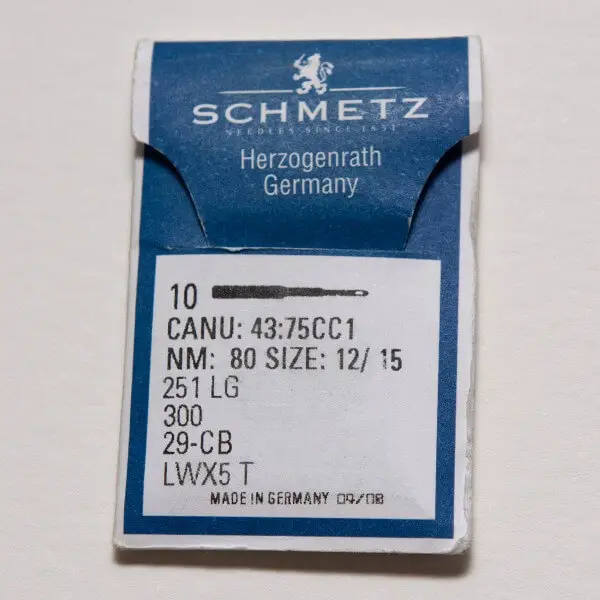 SCHMETZ
NEEDLES SINCE 1851
Herzogenrath
Germany
10
CANU: 43:75CC1
NM: 80 SIZE: 12/ 15
251 LG
300
29-CB
LWX5 T
MADE IN GERMANY 09/08